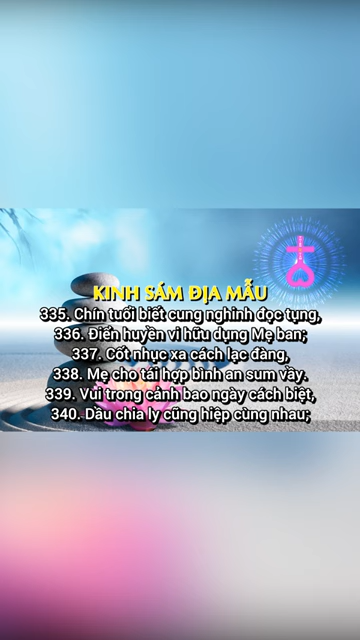 KINH SÁM ĐỊA MẪU
335. Chín tuổi biết cung nghinh đọc tụng,
336. Điển huyền vi hữu dụng Mẹ ban;
337. Cốt nhục xa cách lạc đàng,
338. Mẹ cho tái hợp bình an sum vầy.
339. Vui trong cảnh bao ngày cách biệt,
340. Dầu chia ly cũng hiệp cùng nhau;